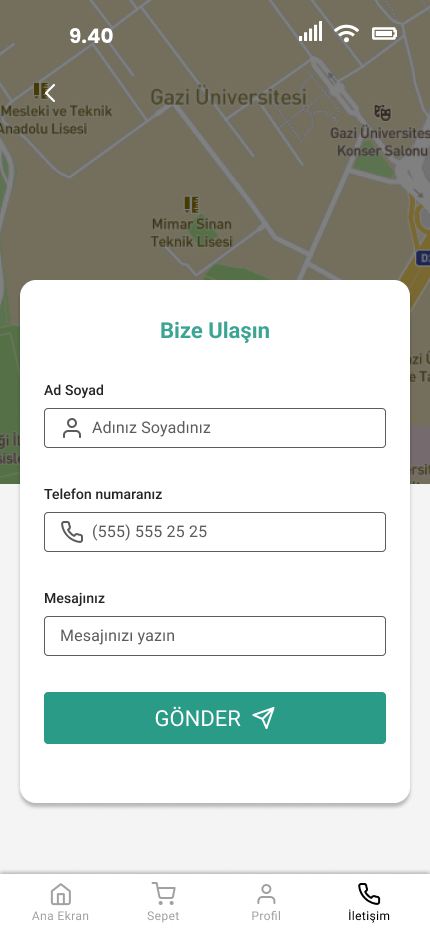 9.40
Gazi Üniversitesi
Mesleki ve Teknik
Anadolu Lisesi
Gazi Üniversitesi
Konser Salonu
Mimar Sinan
Teknik Lisesi
Bize Ulaşın
Ad Soyad
Adınız Soyadınız
Telefon numaranız
(555) 555 25 25
Mesajınız
Mesajınızı yazın
GÖNDER
Ana Ekran
Sepet
Profil
İletişim